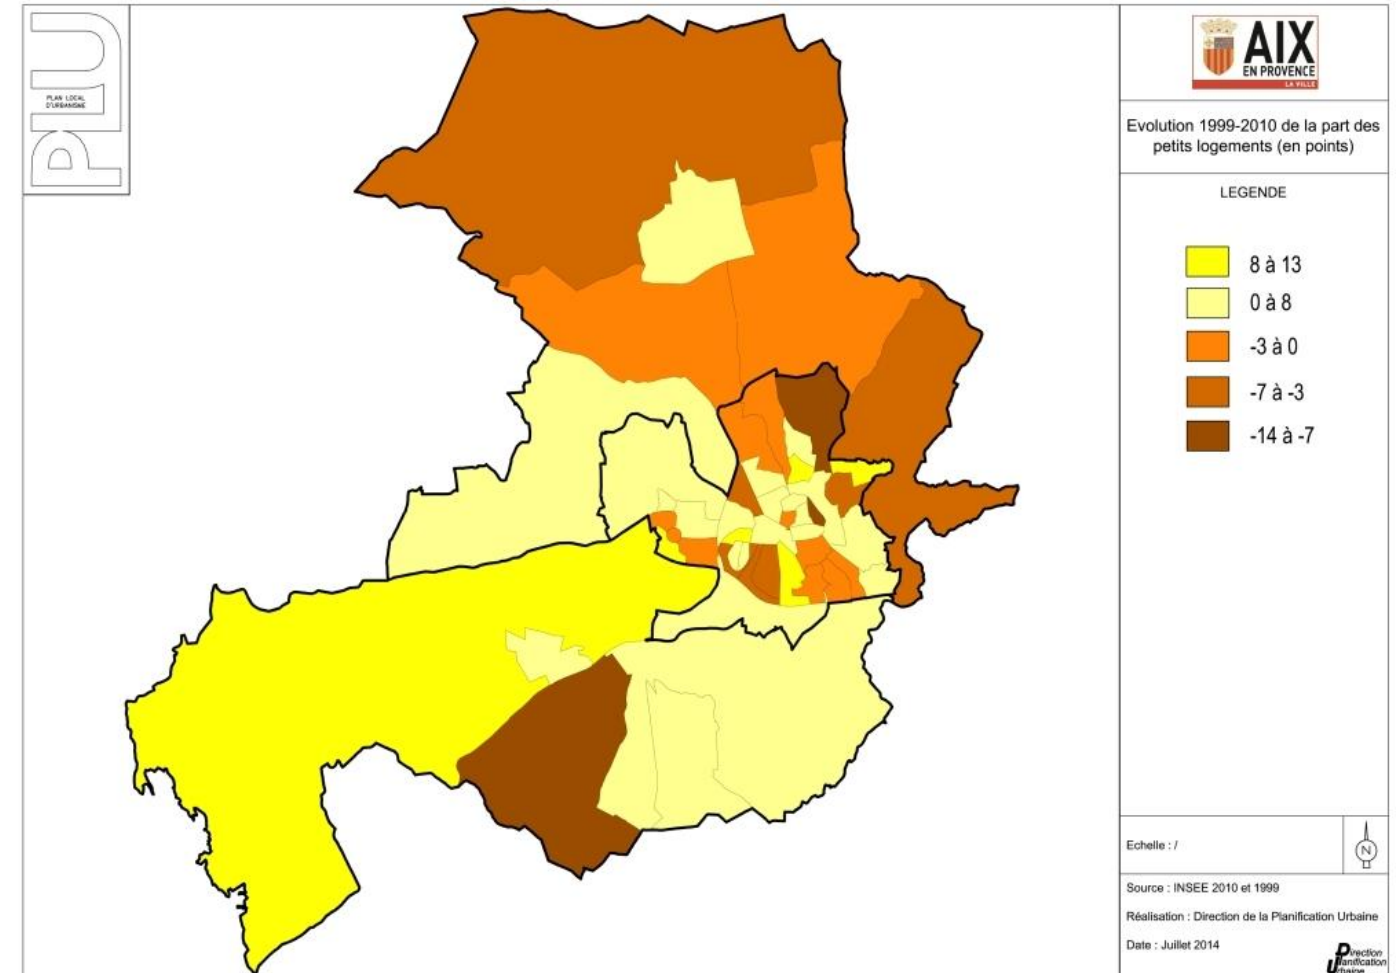 PLU
PLAN LOCAL
D'URBANISME
AIX
EN PROVENCE
LA VILLE
Evolution 1999-2010 de la part des
petits logements (en points)
LEGENDE
8 à 13
0 à 8
-3 à 0
-7 à -3
-14 à -7
Echelle : /
N
Source : INSEE 2010 et 1999
Réalisation : Direction de la Planification Urbaine
Date : Juillet 2014
Direction
Planification
Urbaine